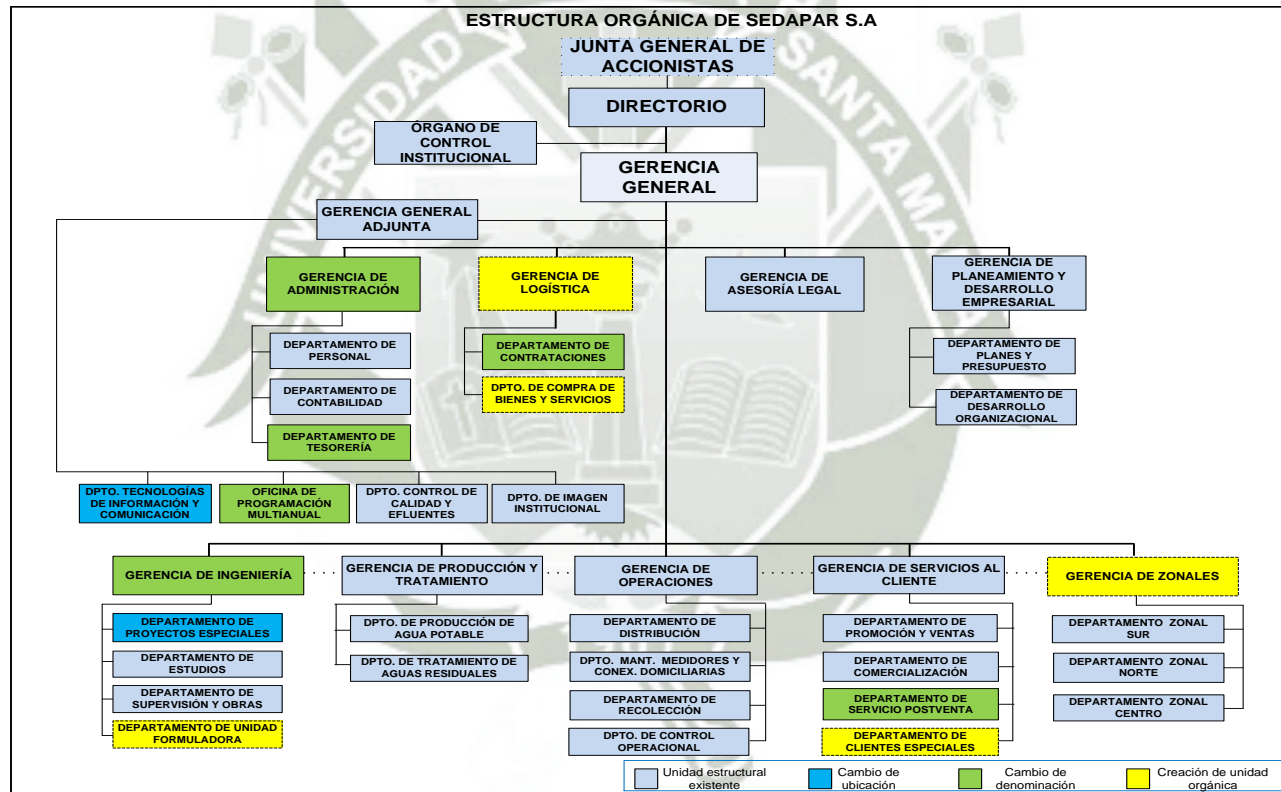 ESTRUCTURA ORGÁNICA DE SEDAPAR S.A
JUNTA GENERAL DE
ACCIONISTAS
DIRECTORIO
ÓRGANO DE
CONTROL
INSTITUCIONAL
GERENCIA
GENERAL
GERENCIA GENERAL
ADJUNTA
GERENCIA DE
ADMINISTRACIÓN
GERENCIA DE
LOGÍSTICA
GERENCIA DE
ASESORÍA LEGAL
GERENCIA DE
PLANEAMIENTO Y
DESARROLLO
EMPRESARIAL
DEPARTAMENTO DE
PERSONAL
DEPARTAMENTO DE
CONTABILIDAD
DEPARTAMENTO DE
TESORERÍA
DEPARTAMENTO DE
CONTRATACIONES
DPTO. DE COMPRA DE
BIENES Y SERVICIOS
DEPARTAMENTO DE
PLANES Y
PRESUPUESTO
DEPARTAMENTO DE
DESARROLLO
ORGANIZACIONAL
DPTO. TECNOLOGÍAS
DE INFORMACIÓN Y
COMUNICACIÓN
OFICINA DE
PROGRAMACIÓN
MULTIANUAL
DPTO. CONTROL DE
CALIDAD Y
EFLUENTES
DPTO. DE IMAGEN
INSTITUCIONAL
GERENCIA DE INGENIERÍA
GERENCIA DE PRODUCCIÓN Y
TRATAMIENTO
GERENCIA DE
OPERACIONES
GERENCIA DE SERVICIOS AL
CLIENTE
GERENCIA DE ZONALES
DEPARTAMENTO DE
PROYECTOS ESPECIALES
DEPARTAMENTO DE
ESTUDIOS
DEPARTAMENTO DE
SUPERVISIÓN Y OBRAS
DEPARTAMENTO DE UNIDAD
FORMULADORA
DPTO. DE PRODUCCIÓN DE
AGUA POTABLE
DPTO. DE TRATAMIENTO DE
AGUAS RESIDUALES
DEPARTAMENTO DE
DISTRIBUCIÓN
DPTO. MANT. MEDIDORES Y
CONEX. DOMICILIARIAS
DEPARTAMENTO DE
RECOLECCIÓN
DPTO. DE CONTROL
OPERACIONAL
DEPARTAMENTO DE
PROMOCIÓN Y VENTAS
DEPARTAMENTO DE
COMERCIALIZACIÓN
DEPARTAMENTO DE
SERVICIO POSTVENTA
DEPARTAMENTO DE
CLIENTES ESPECIALES
DEPARTAMENTO ZONAL
SUR
DEPARTAMENTO ZONAL
NORTE
DEPARTAMENTO ZONAL
CENTRO
Unidad estructural
existente
Cambio de
ubicación
Cambio de
denominación
Creación de unidad
orgánica
UNIVERSIDAD
SANTA MARÍA